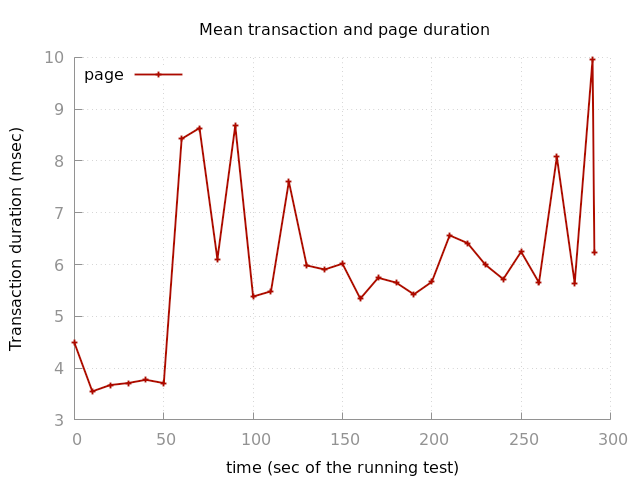 Mean transaction and page duration
page
Transaction duration (msec)
10
9
8
7
6
5
4
3
0 50 100 150 200 250 300
time (sec of the running test)